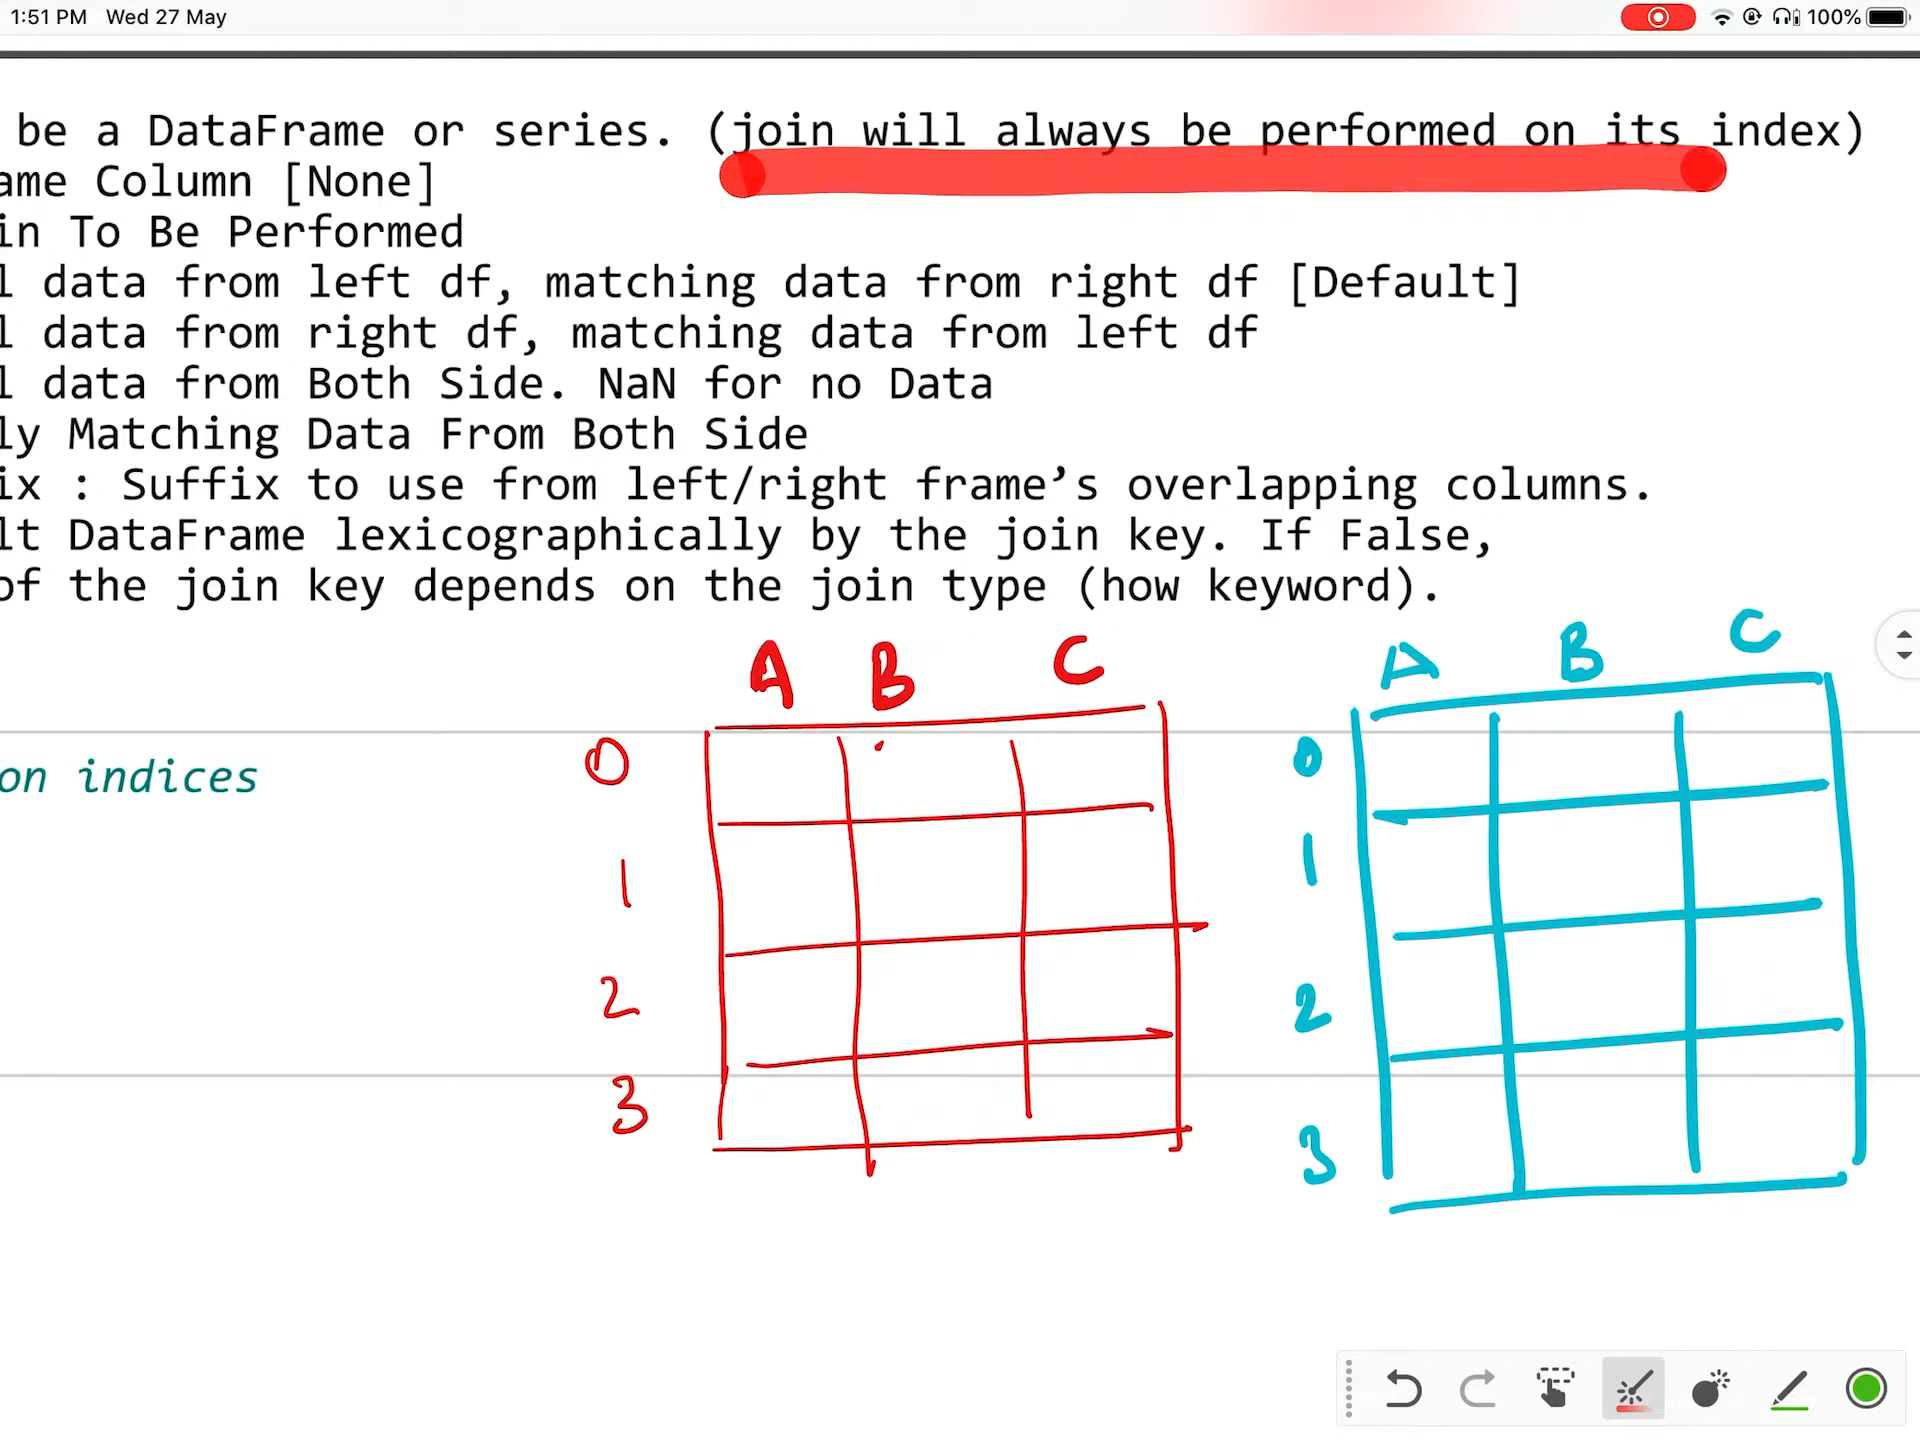 1:51 PM Wed 27 May 100%
be a DataFrame or series. (join will always be performed on its index)
ame Column [None]
in To Be Performed
l data from left df, matching data from right df [Default]
l data from right df, matching data from left df
l data from Both Side. NaN for no Data
ly Matching Data From Both Side
ix : Suffix to use from left/right frame’s overlapping columns.
lt DataFrame lexicographically by the join key. If False,
of the join key depends on the join type (how keyword).
on indices
A B C
0
1
2
3
A B C
0
1
2
3